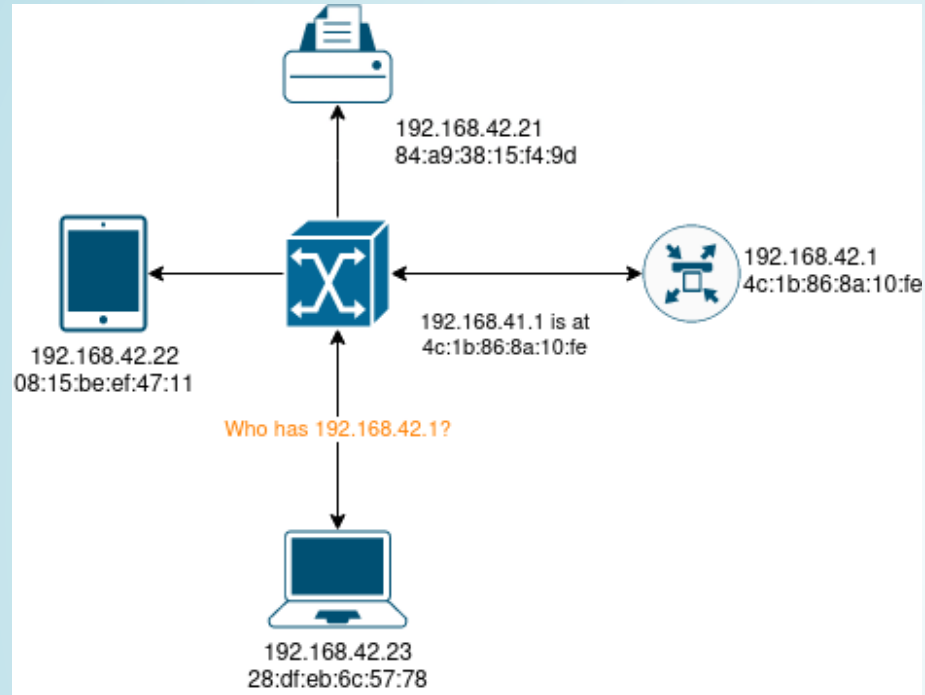 192.168.42.21
84:a9:38:15:f4:9d
192.168.42.1
4c:1b:86:8a:10:fe
192.168.41.1 is at
4c:1b:86:8a:10:fe
192.168.42.22
08:15:be:ef:47:11
Who has 192.168.42.1?
192.168.42.23
28:df:eb:6c:57:78